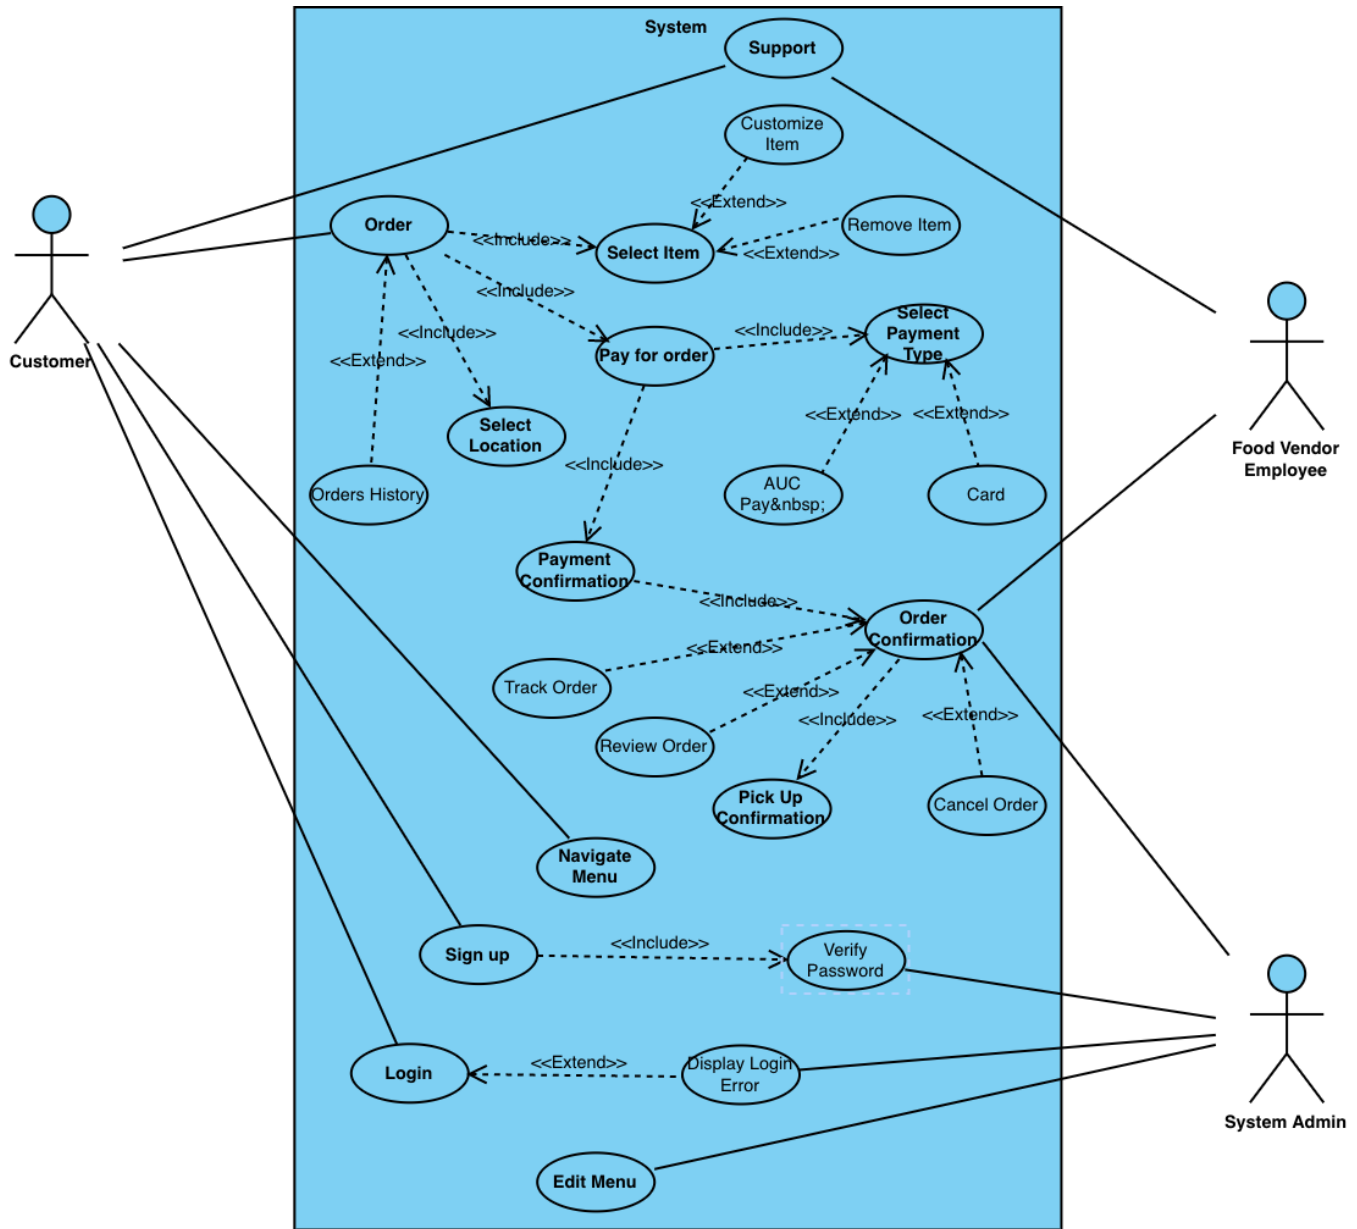 System
Support
Customize
Item
<<Extend>>
Order
<<Include>>
Select Item
Remove Item
<<Extend>>
<<Include>>
Select
Payment
Type
<<Include>>
<<Include>>
Pay for order
Customer
<<Extend>>
Select
Location
<<Extend>>
<<Extend>>
Food Vendor
Employee
<<Include>>
Orders History
AUC
Pay&nbsp;
Card
Payment
Confirmation
<<Include>>
Order
Confirmation
<<Extend>>
Track Order
<<Extend>>
<<Include>>
<<Extend>>
Review Order
Pick Up
Confirmation
Cancel Order
Navigate
Menu
Sign up
<<Include>>
Verify
Password
Login
<<Extend>>
Display Login
Error
System Admin
Edit Menu